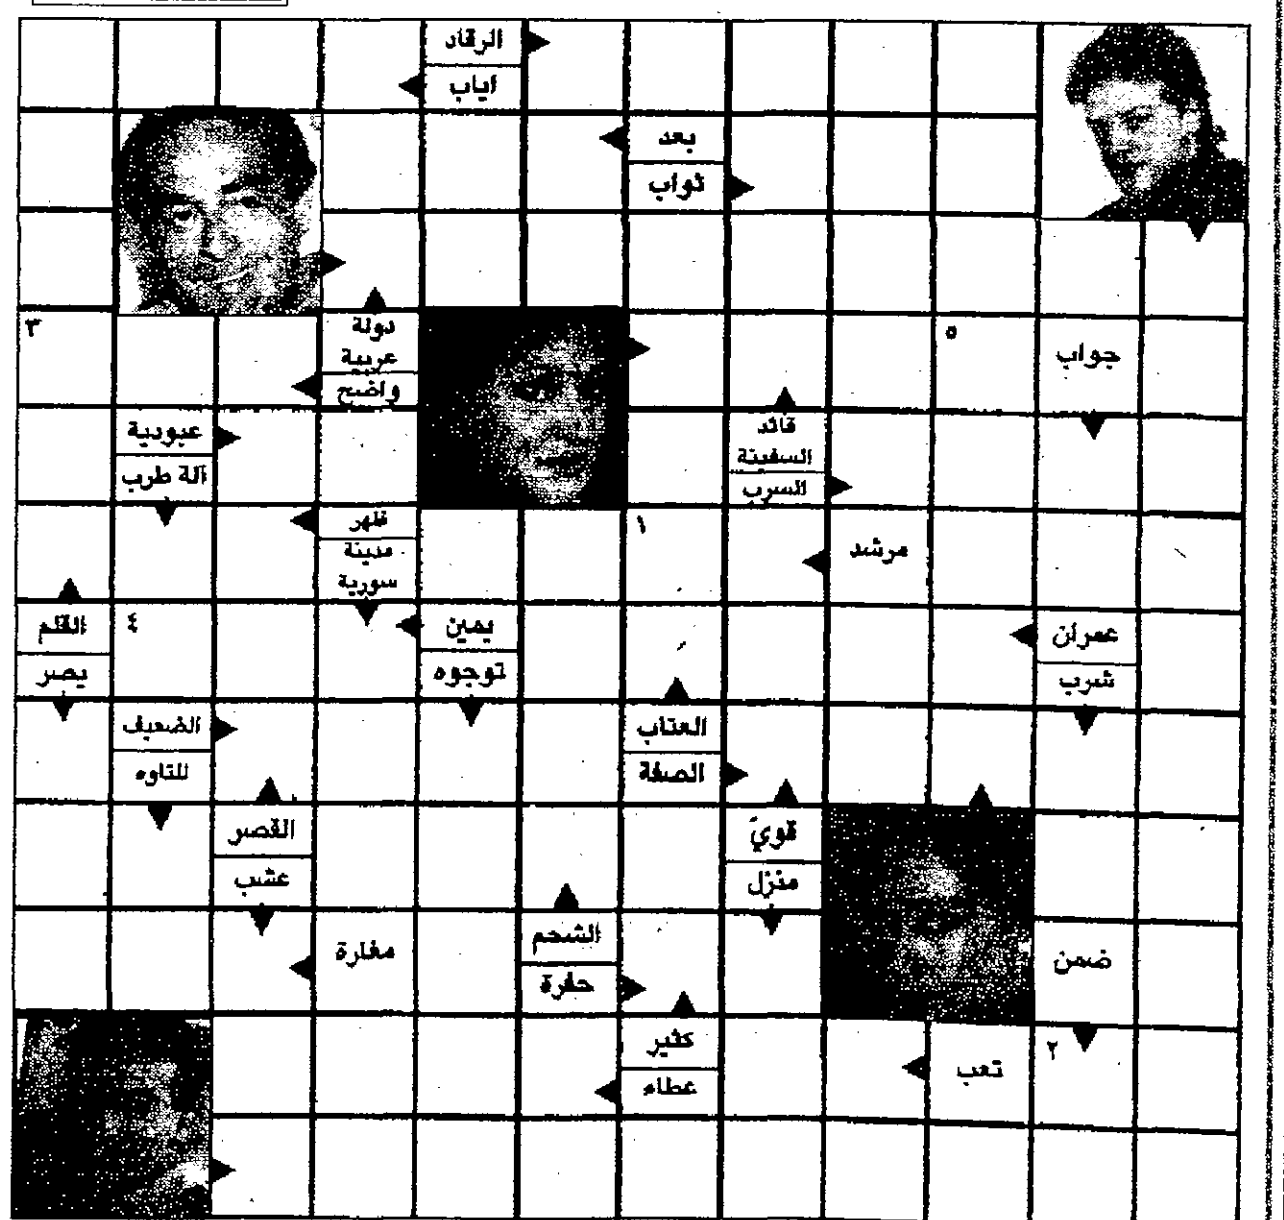 الرقاد
اياب
بعد
ثواب
٣
دولة
عربية
واضح
٥
جواب
عبودية
آلة طرب
قائد
السفينة
السرب
ظهر
مدينة
سورية
١
مرشد
القلم
يصر
٤
يمين
توجوه
عمران
شرب
الضعيف
للتاوه
العتاب
الصفة
القصر
عشب
قويّ
منزل
مغارة
الشحم
حفرة
ضمن
كثير
عطاء
تعب
٢